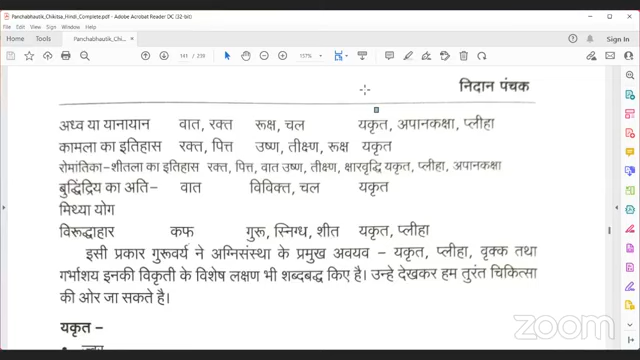 Panchabhautik_Chikitsa_Hindi_Complete.pdf - Adobe Acrobat Reader DC (32-bit)
File Edit View Sign Window Help
Home Tools Panchabhautik_Chi... × Sign In
141 / 239 157%
निदान पंचक
अध्व या यानायान वात, रक्त रूक्ष, चल यकृत, अपानकक्षा, प्लीहा
कामला का इतिहास रक्त, पित्त उष्ण, तीक्ष्ण, रूक्ष यकृत
रोमांतिका-शीतला का इतिहास रक्त, पित्त, वात उष्ण, तीक्ष्ण, क्षारवृद्धि यकृत, प्लीहा, अपानकक्षा
बुद्धिंद्रिय का अति- वात विविक्त, चल यकृत
मिथ्या योग
विरूद्धाहार कफ गुरू, स्निग्ध, शीत यकृत, प्लीहा
इसी प्रकार गुरूवर्य ने अग्निसंस्था के प्रमुख अवयव - यकृत, प्लीहा, वृक्क तथा
गर्भाशय इनकी विकृती के विशेष लक्षण भी शब्दबद्ध किए है। उन्हे देखकर हम तुरंत चिकित्सा
की ओर जा सकते है।
यकृत -
• ज्वर
zoom